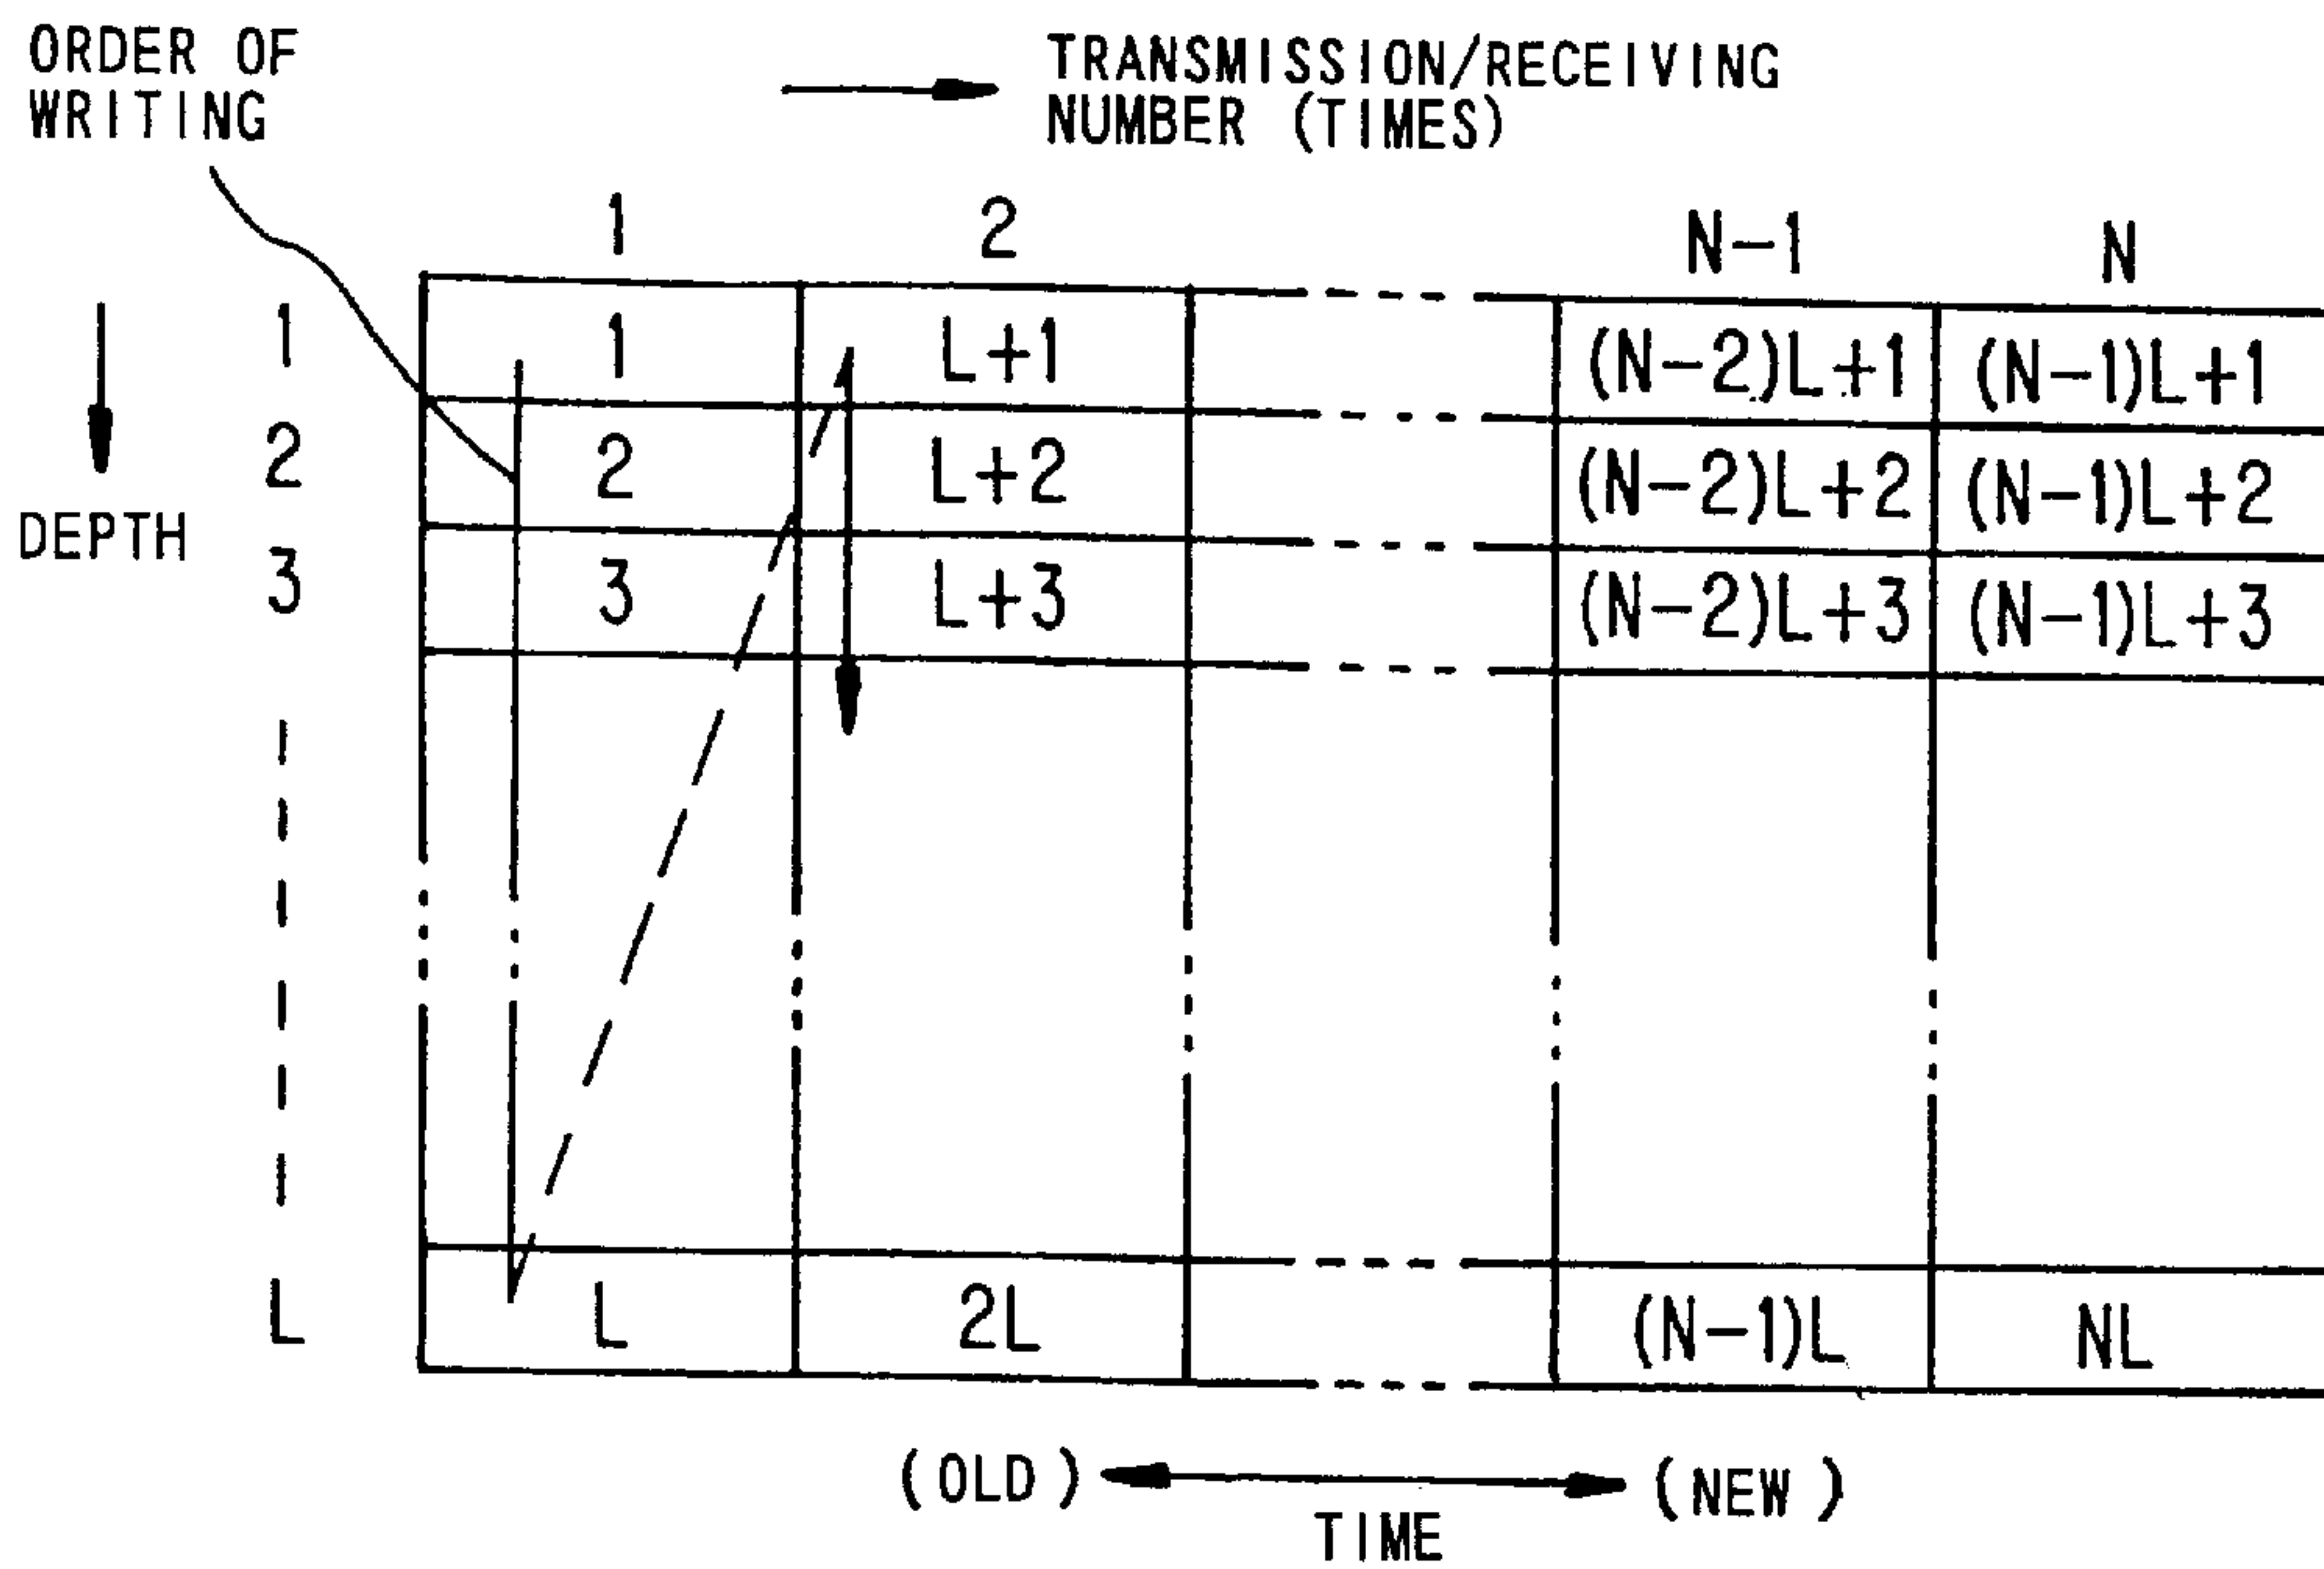 ORDER OF
WRITING
TRANSMISSION/RECEIVING
NUMBER (TIMES)
1 2 N-1 N
1 1 L+1 (N-2)L+1 (N-1)L+1
2 2 L+2 (N-2)L+2 (N-1)L+2
DEPTH
3 3 L+3 (N-2)L+3 (N-1)L+3
L L 2L (N-1)L NL
(OLD) (NEW)
TIME